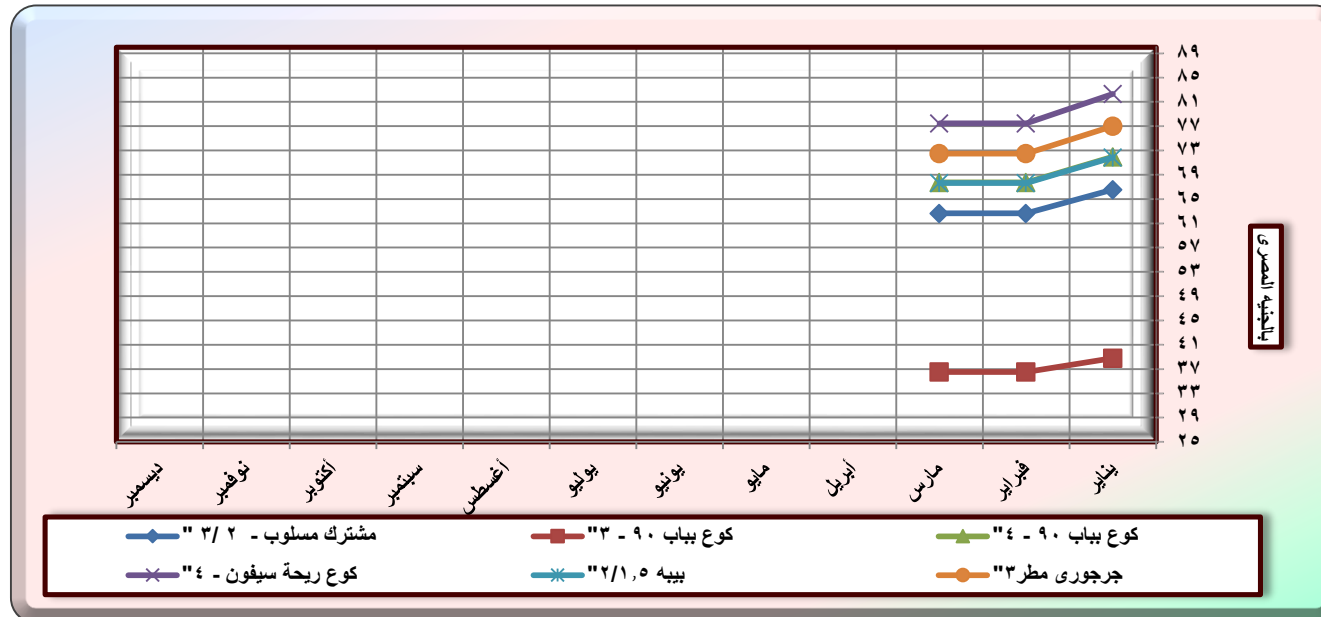 ٨٩
٨٥
٨١
٧٧
٧٣
٦٩
٦٥
٦١
٥٧
٥٣
٤٩
٤٥
٤١
٣٧
٣٣
٢٩
٢٥
بالجنيه المصرى
يناير
فبراير
مارس
أبريل
مايو
يونيو
يوليو
أغسطس
سبتمبر
أكتوبر
نوفمبر
ديسمبر
مشترك مسلوب - ٢ /٣ "
كوع بباب ٩٠ - ٣"
كوع بباب ٩٠ - ٤"
كوع ريحة سيفون - ٤"
بيبه ٢/١,٥"
جرجورى مطر٣"